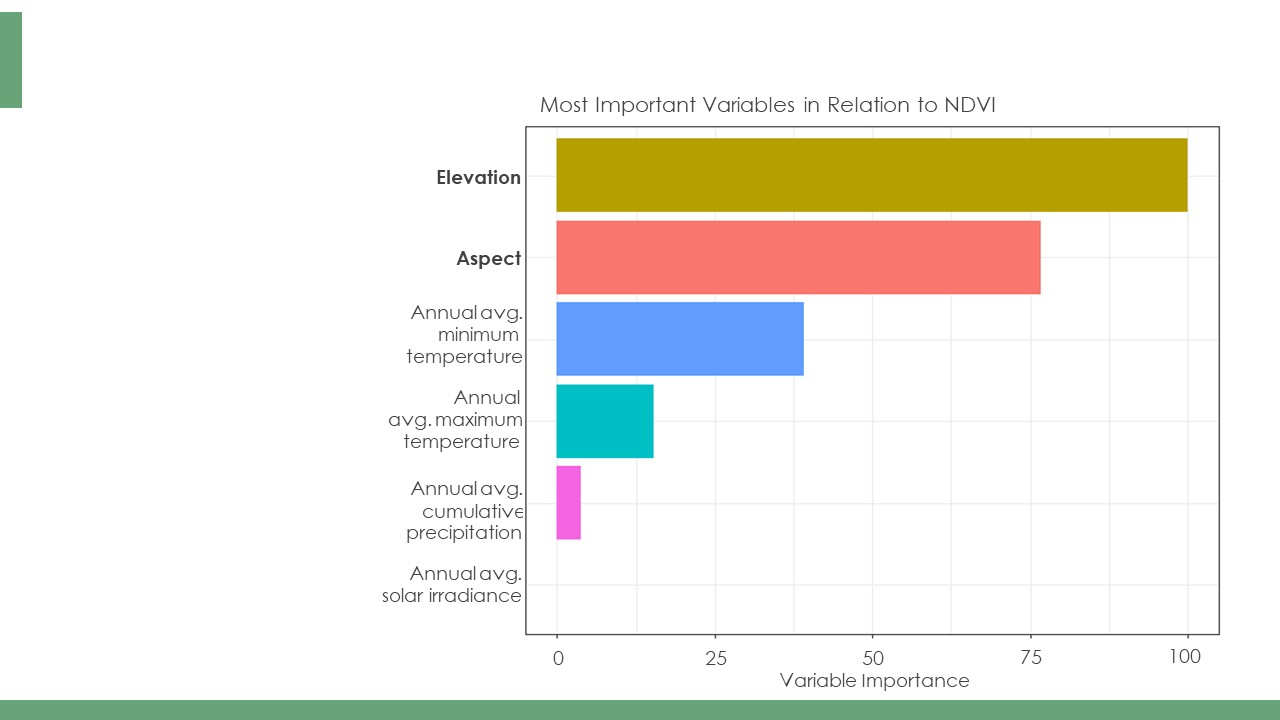 Most Important Variables in Relation to NDVI
Elevation
Aspect
Annual avg.
minimum
temperature
Annual
avg. maximum
temperature
Annual avg.
cumulative
precipitation
Annual avg.
solar irradiance
0 25 50 75 100
Variable Importance